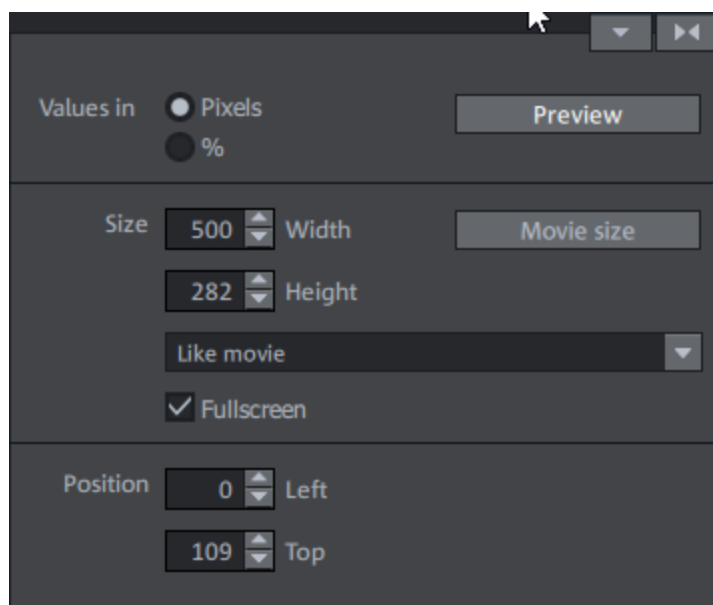 Values in Pixels Preview
%
Size 500 Width Movie size
282 Height
Like movie
Fullscreen
Position 0 Left
109 Top